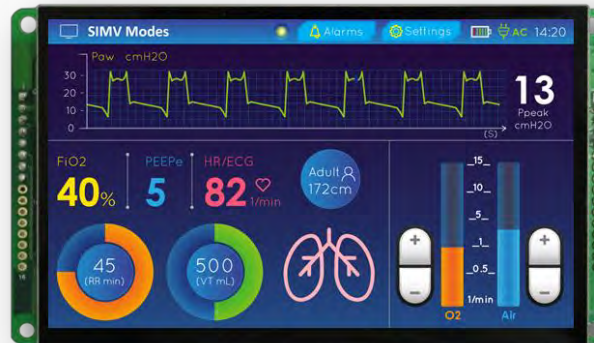 SIMV Modes
Alarms
Settings
AC 14:20
Paw cmH2O
30
20
10
0
(S)
13
Ppeak
cmH2O
FiO2
40%
PEEPe
5
HR/ECG
82 1/min
Adult
172cm
45
(RR min)
500
(VT mL)
15
10
5
1
0.5
1/min
+
−
+
−
O2
AIr